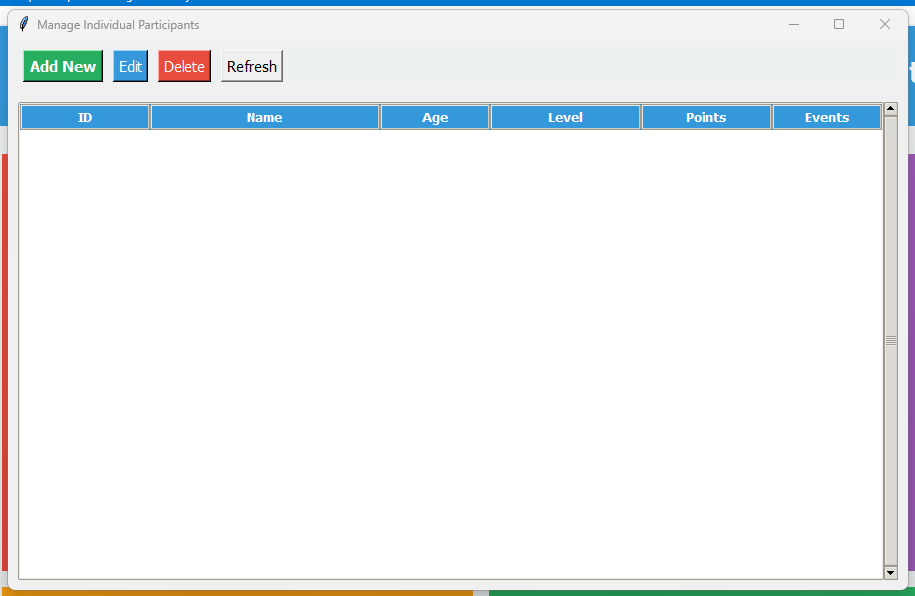 Manage Individual Participants
Add New Edit Delete Refresh
ID Name Age Level Points Events